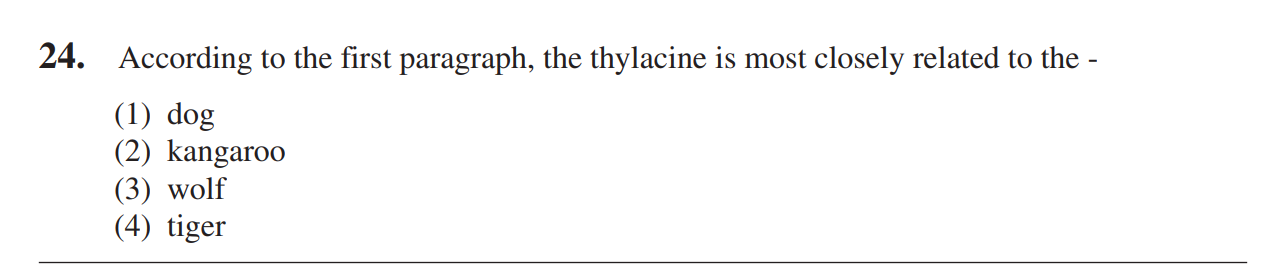 24. According to the first paragraph, the thylacine is most closely related to the -
(1) dog
(2) kangaroo
(3) wolf
(4) tiger